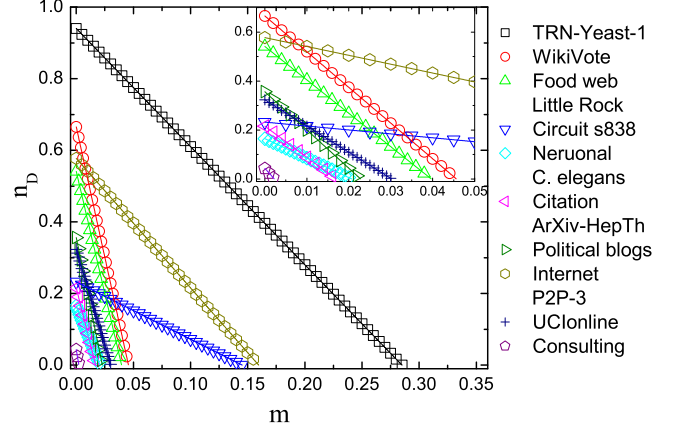 1.0
0.8
0.6
0.4
0.2
0.0
n_D
0.00 0.05 0.10 0.15 0.20 0.25 0.30 0.35
m
0.6
0.4
0.2
0.0
0.00 0.01 0.02 0.03 0.04 0.05
TRN-Yeast-1
WikiVote
Food web
Little Rock
Circuit s838
Neruonal
C. elegans
Citation
ArXiv-HepTh
Political blogs
Internet
P2P-3
UCIonline
Consulting